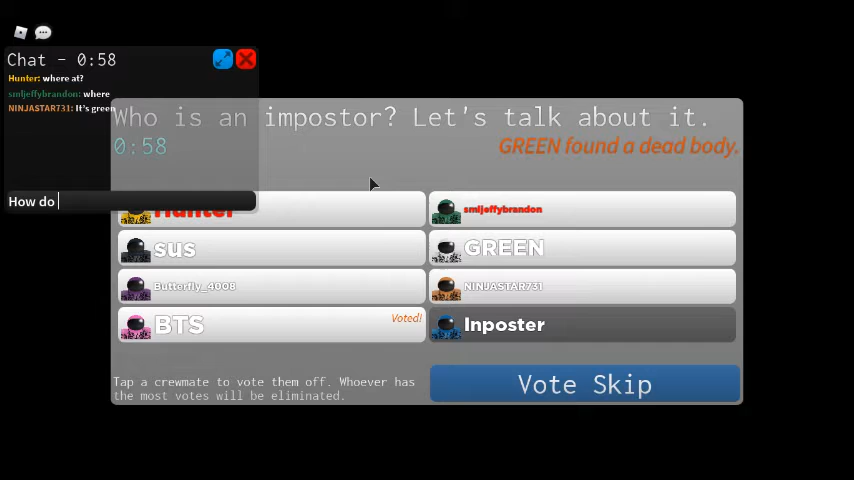 Chat - 0:58
Hunter: where at?
smljeffybrandon: where
NINJASTAR731: It's green
How do
Who is an impostor? Let's talk about it.
0:58
GREEN found a dead body.
Hunter
smljeffybrandon
sus
GREEN
Butterfly_4008
NINJASTAR731
BTS
Voted!
Inposter
Tap a crewmate to vote them off. Whoever has
the most votes will be eliminated.
Vote Skip